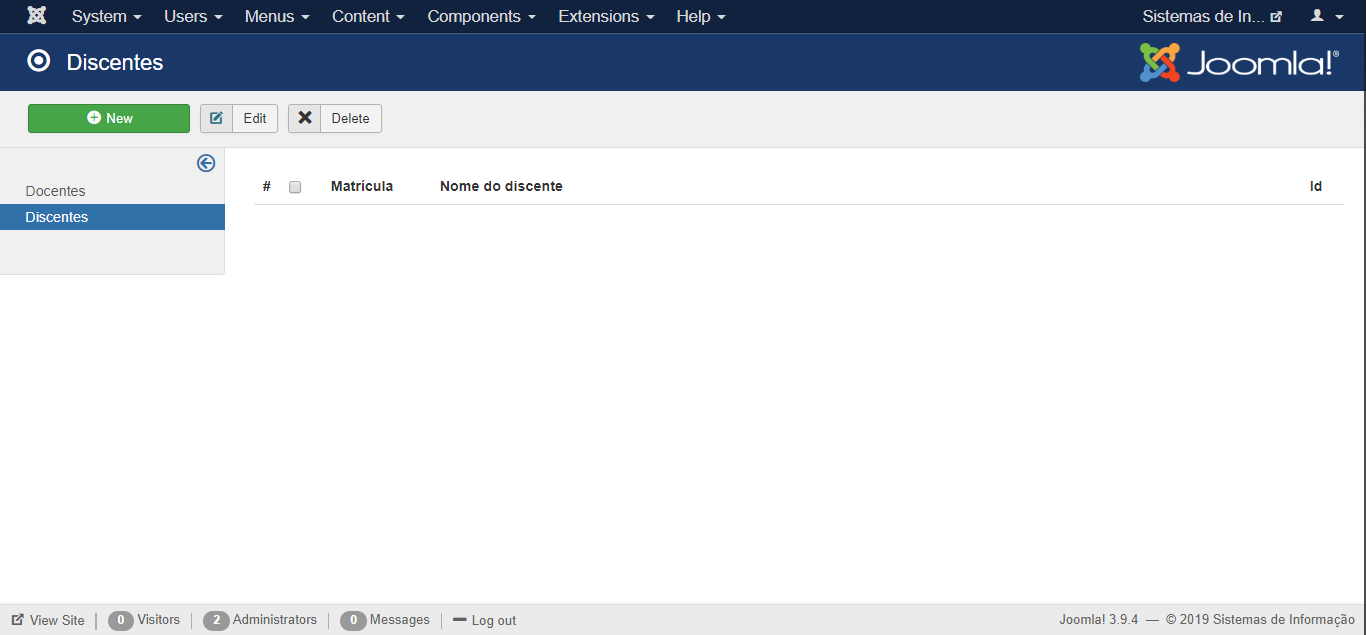 System Users Menus Content Components Extensions Help Sistemas de In...
Discentes Joomla!®
New Edit Delete
Docentes
Discentes
# Matrícula Nome do discente Id
View Site 0 Visitors 2 Administrators 0 Messages Log out Joomla! 3.9.4 — © 2019 Sistemas de Informação